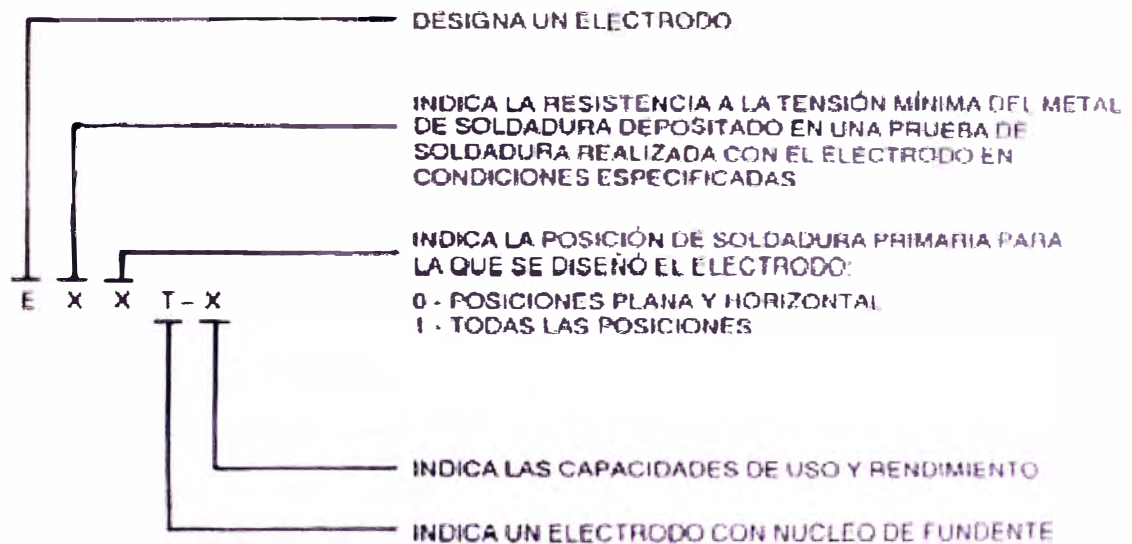 DESIGNA UN ELECTRODO
INDICA LA RESISTENCIA A LA TENSIÓN MÍNIMA DEL METAL
DE SOLDADURA DEPOSITADO EN UNA PRUEBA DE
SOLDADURA REALIZADA CON EL ELECTRODO EN
CONDICIONES ESPECIFICADAS
INDICA LA POSICIÓN DE SOLDADURA PRIMARIA PARA
LA QUE SE DISEÑÓ EL ELECTRODO:
E X X T - X
0 - POSICIONES PLANA Y HORIZONTAL
1 - TODAS LAS POSICIONES
INDICA LAS CAPACIDADES DE USO Y RENDIMIENTO
INDICA UN ELECTRODO CON NUCLEO DE FUNDENTE